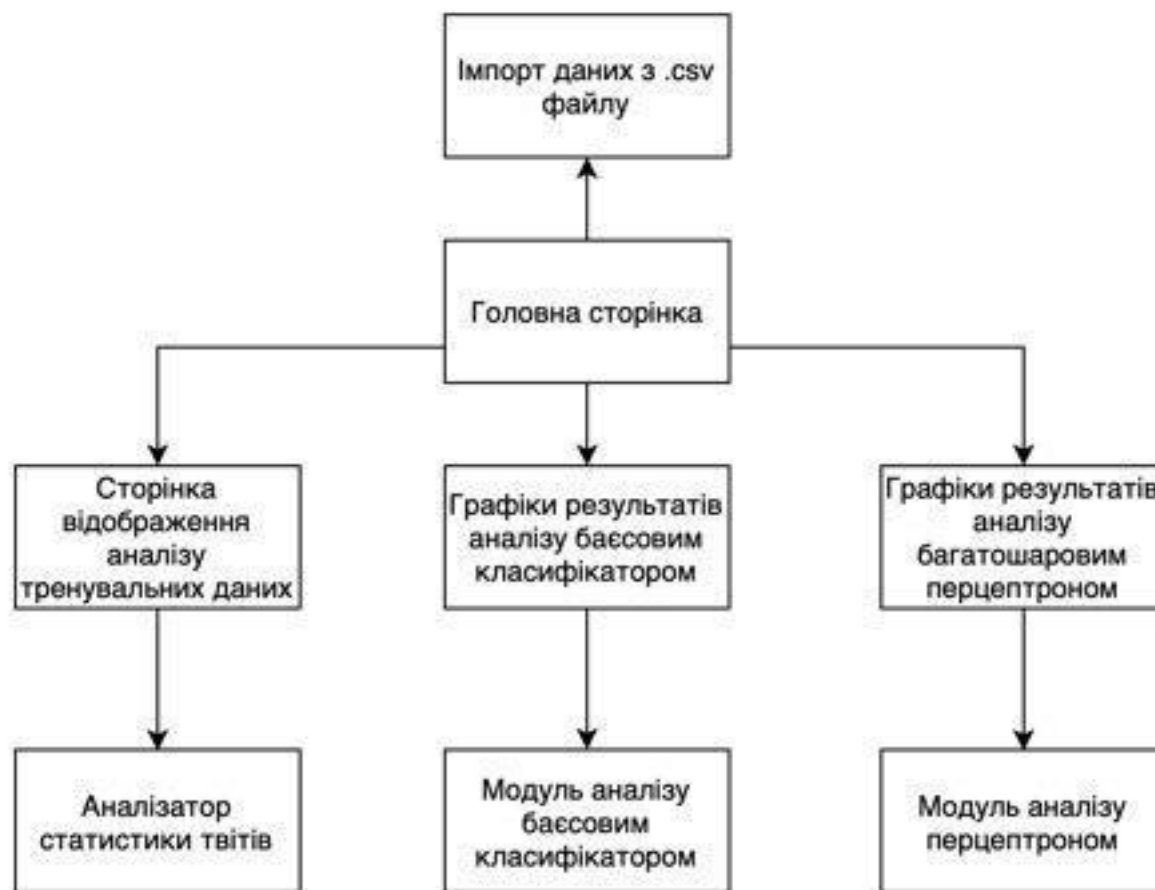 Імпорт даних з .csv
файлу
Головна сторінка
Сторінка
відображення
аналізу
тренувальних даних
Графіки результатів
аналізу баєсовим
класифікатором
Графіки результатів
аналізу
багатошаровим
перцептроном
Аналізатор
статистики твітів
Модуль аналізу
баєсовим
класифікатором
Модуль аналізу
перцептроном